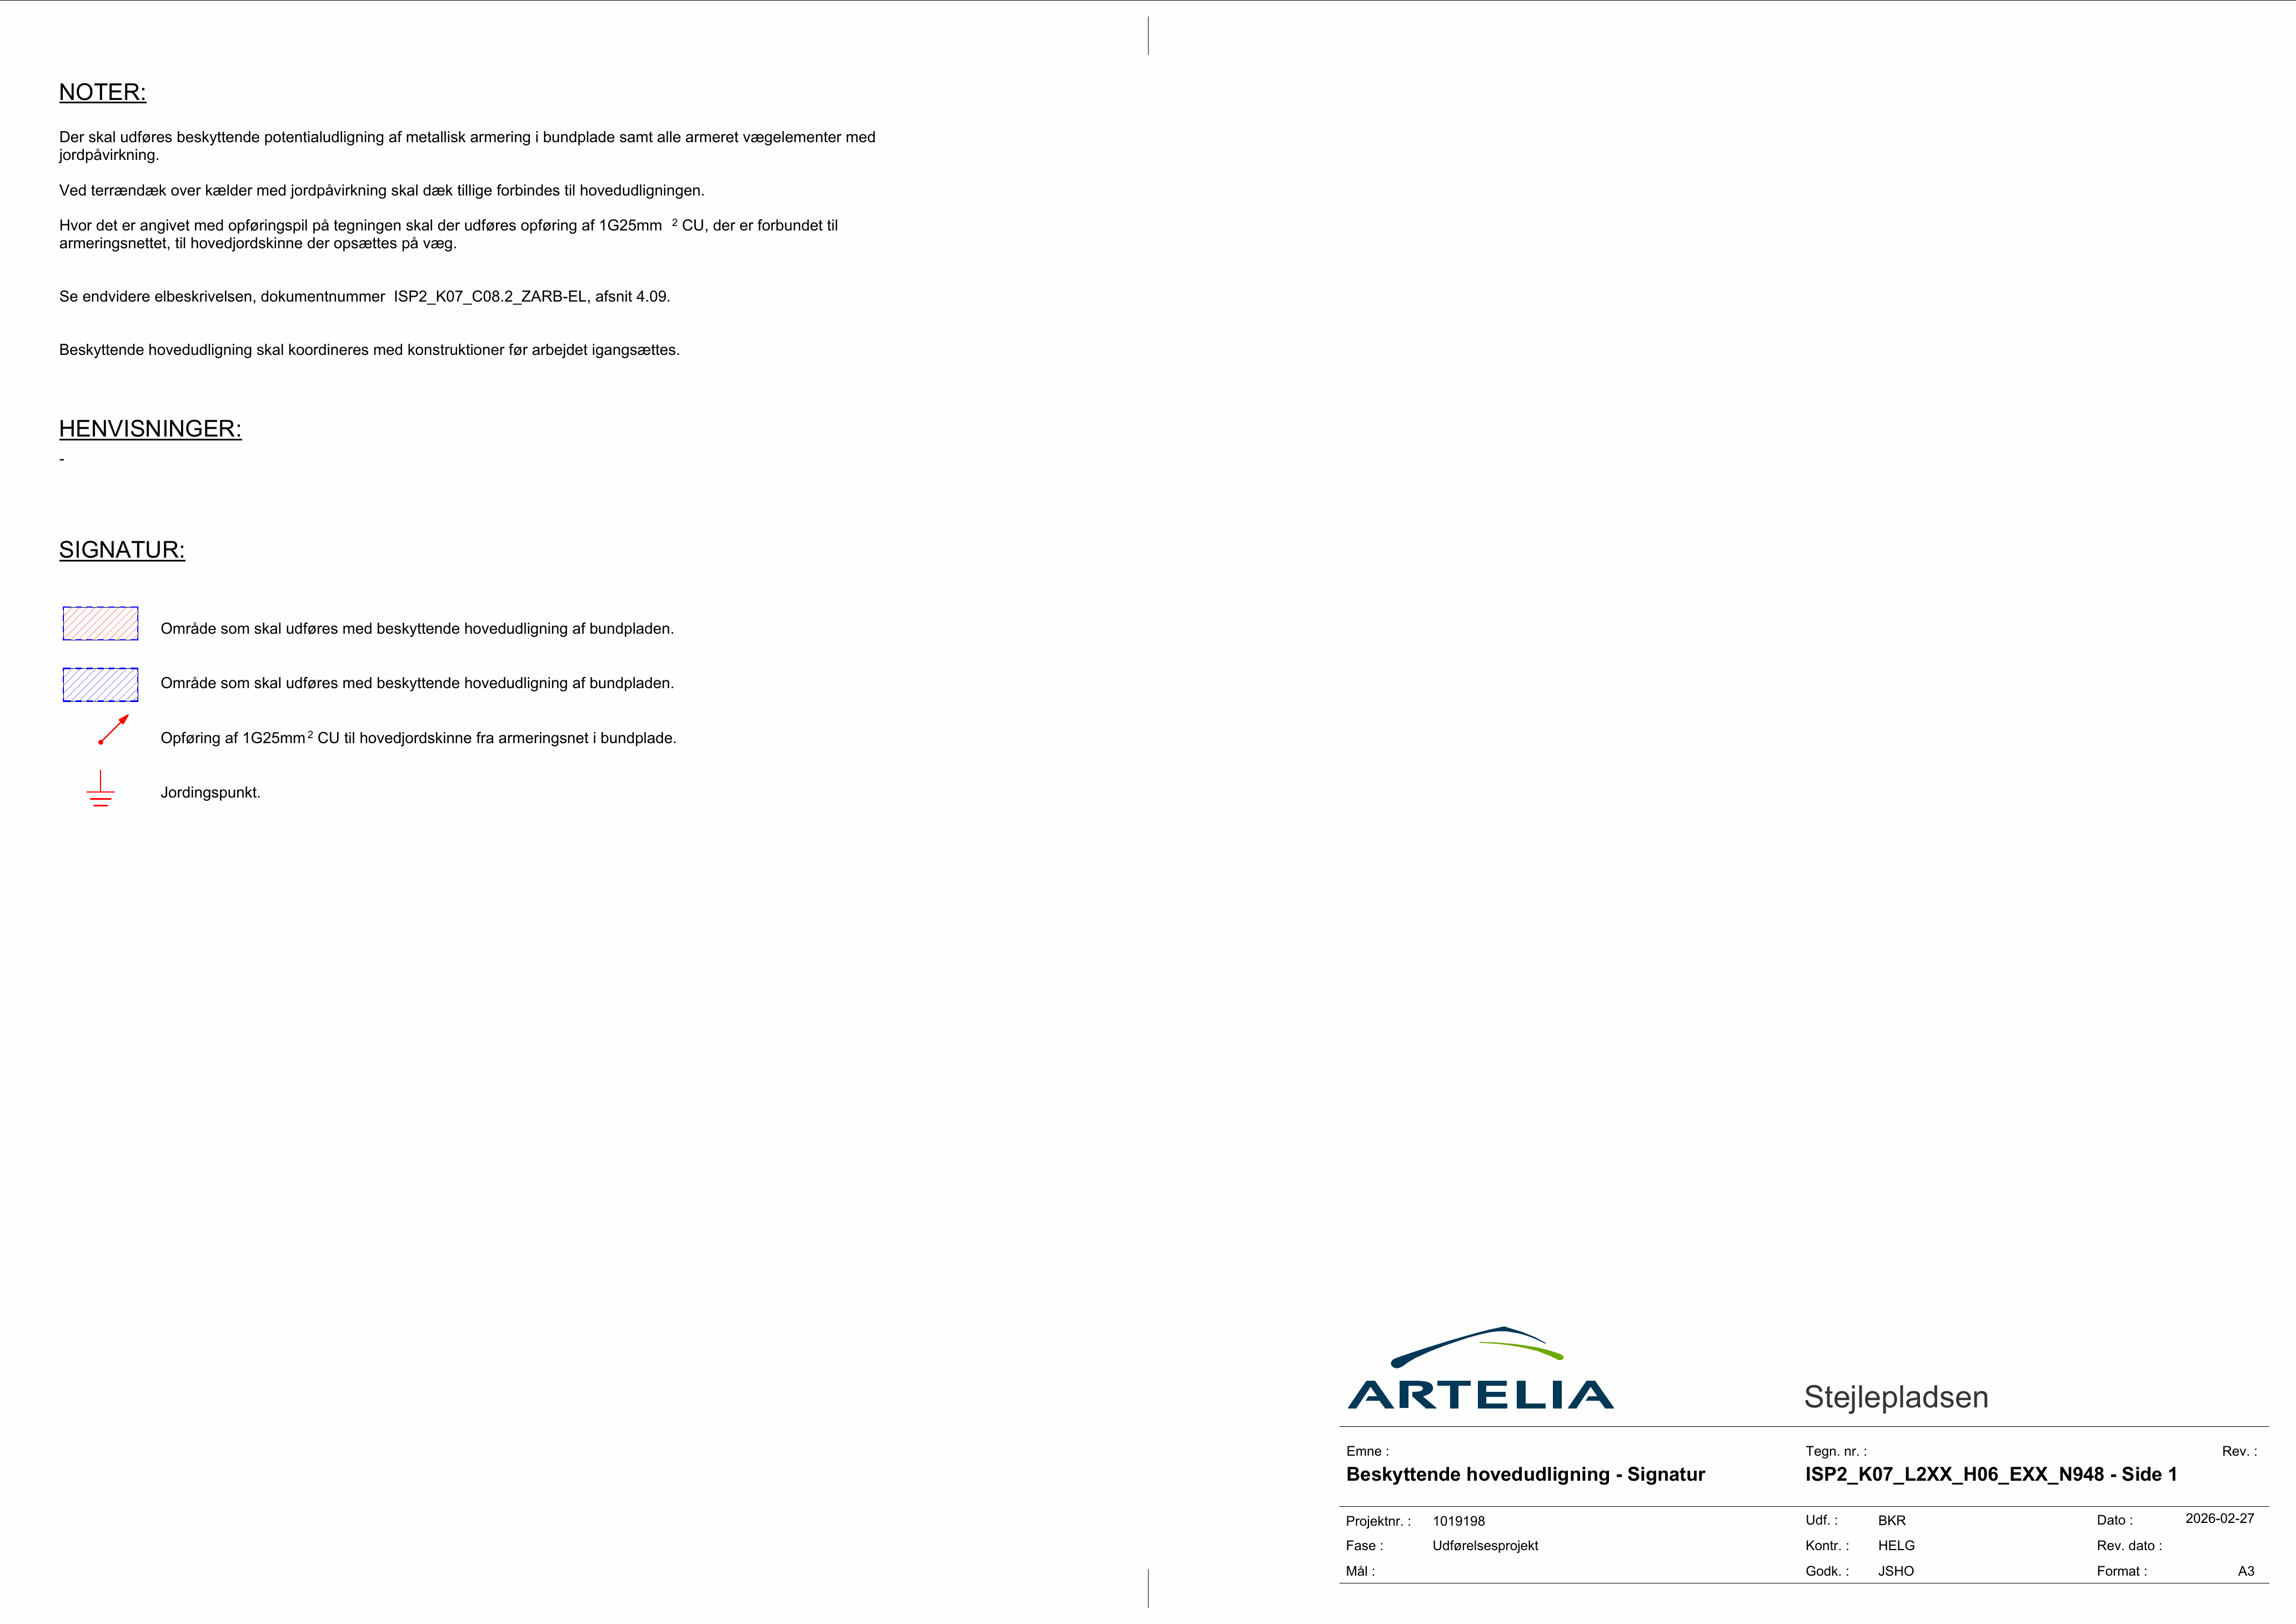 NOTER:
Der skal udføres beskyttende potentialudligning af metallisk armering i bundplade samt alle armeret vægelementer med
jordpåvirkning.
Ved terrændæk over kælder med jordpåvirkning skal dæk tillige forbindes til hovedudligningen.
Hvor det er angivet med opføringspil på tegningen skal der udføres opføring af 1G25mm ² CU, der er forbundet til
armeringsnettet, til hovedjordskinne der opsættes på væg.
Se endvidere elbeskrivelsen, dokumentnummer ISP2_K07_C08.2_ZARB-EL, afsnit 4.09.
Beskyttende hovedudligning skal koordineres med konstruktioner før arbejdet igangsættes.
HENVISNINGER:
-
SIGNATUR:
Område som skal udføres med beskyttende hovedudligning af bundpladen.
Område som skal udføres med beskyttende hovedudligning af bundpladen.
Opføring af 1G25mm² CU til hovedjordskinne fra armeringsnet i bundplade.
Jordingspunkt.
ARTELIA
Stejlepladsen
Emne :
Beskyttende hovedudligning - Signatur
Tegn. nr. :
Rev. :
ISP2_K07_L2XX_H06_EXX_N948 - Side 1
Projektnr. : 1019198
Fase : Udførelsesprojekt
Mål :
Udf. : BKR
Kontr. : HELG
Godk. : JSHO
Dato : 2026-02-27
Rev. dato :
Format : A3